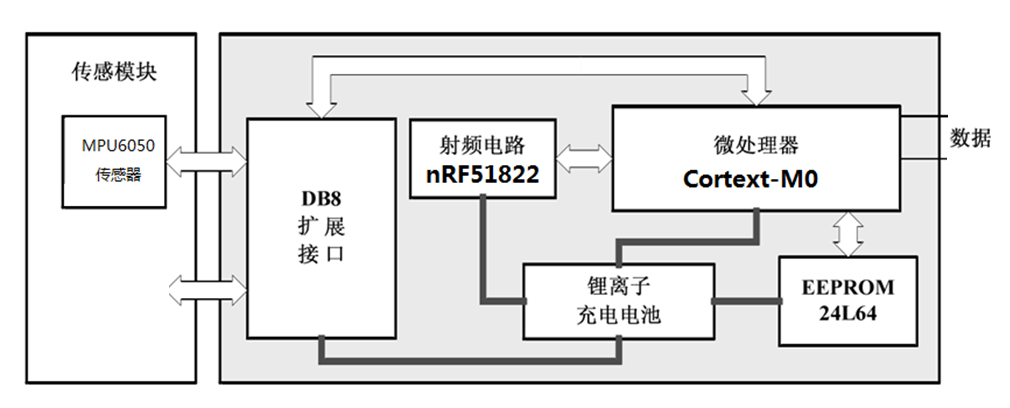 传感模块
MPU6050
传感器
DB8
扩 展
接 口
射频电路
nRF51822
微处理器
Cortext-M0
数据
锂离子
充电电池
EEPROM
24L64